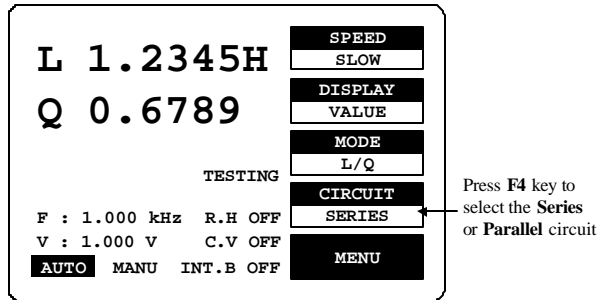 L 1.2345H
Q 0.6789
TESTING
F : 1.000 kHz R.H OFF
V : 1.000 V C.V OFF
AUTO MANU INT.B OFF
SPEED
SLOW
DISPLAY
VALUE
MODE
L/Q
CIRCUIT
SERIES
MENU
Press F4 key to
select the Series
or Parallel circuit